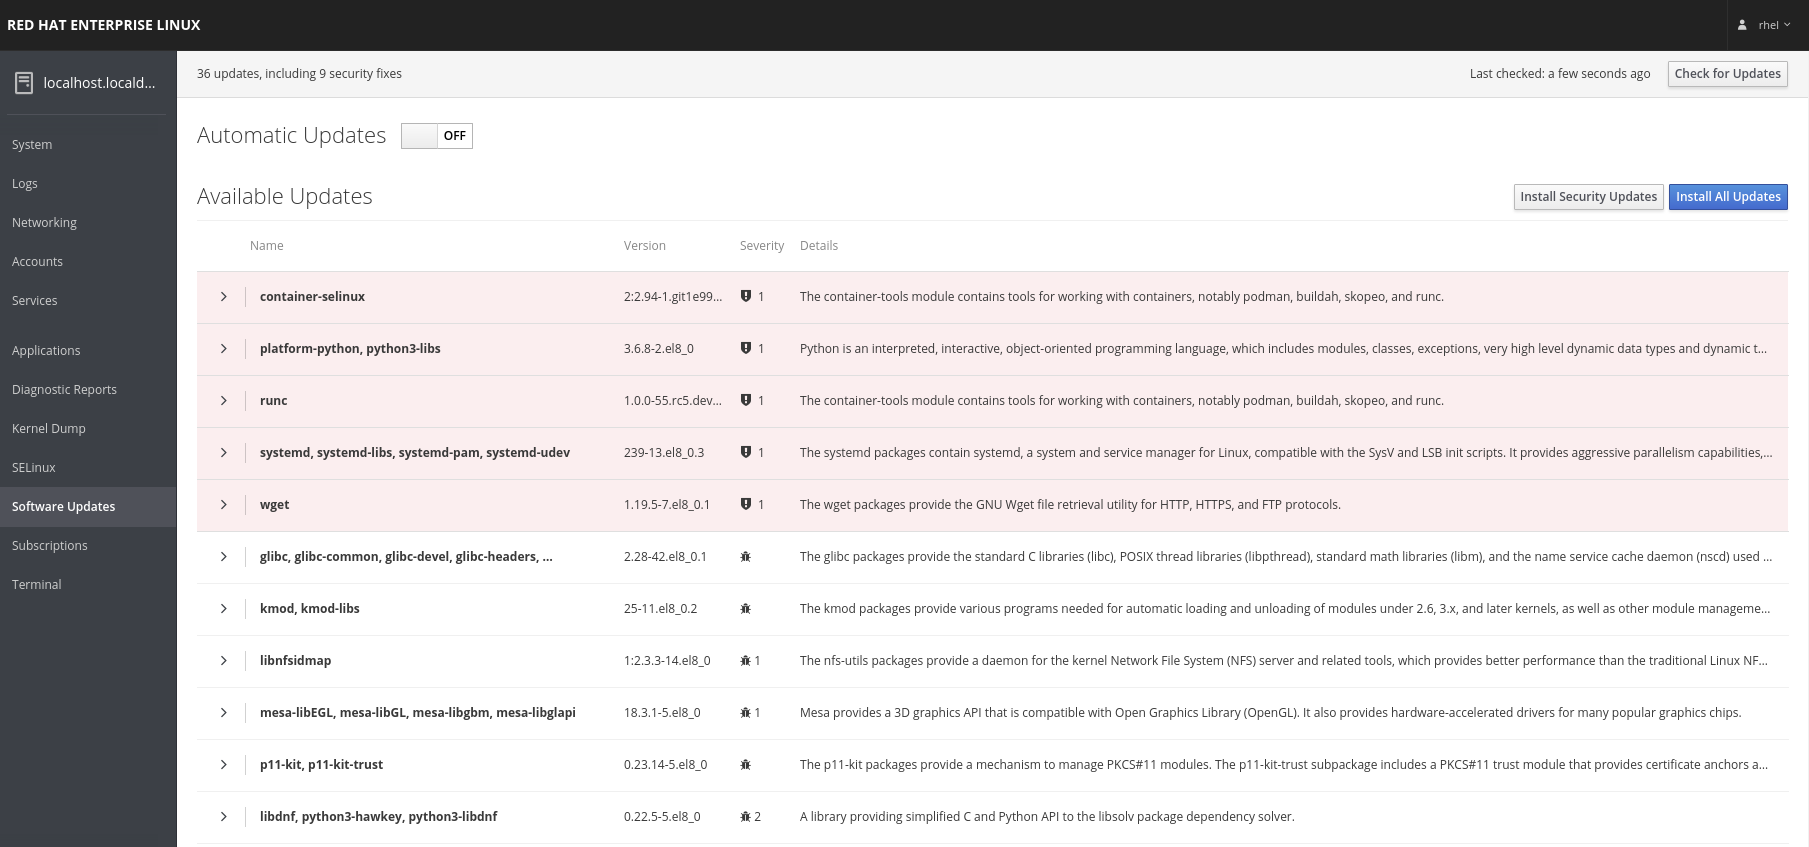 RED HAT ENTERPRISE LINUX
rhel
localhost.locald...
36 updates, including 9 security fixes
Last checked: a few seconds ago
Check for Updates
System
Logs
Networking
Accounts
Services
Applications
Diagnostic Reports
Kernel Dump
SELinux
Software Updates
Subscriptions
Terminal
Automatic Updates OFF
Available Updates
Install Security Updates Install All Updates
Name Version Severity Details
container-selinux 2:2.94-1.git1e99... 1 The container-tools module contains tools for working with containers, notably podman, buildah, skopeo, and runc.
platform-python, python3-libs 3.6.8-2.el8_0 1 Python is an interpreted, interactive, object-oriented programming language, which includes modules, classes, exceptions, very high level dynamic data types and dynamic t...
runc 1.0.0-55.rc5.dev... 1 The container-tools module contains tools for working with containers, notably podman, buildah, skopeo, and runc.
systemd, systemd-libs, systemd-pam, systemd-udev 239-13.el8_0.3 1 The systemd packages contain systemd, a system and service manager for Linux, compatible with the SysV and LSB init scripts. It provides aggressive parallelism capabilities,...
wget 1.19.5-7.el8_0.1 1 The wget packages provide the GNU Wget file retrieval utility for HTTP, HTTPS, and FTP protocols.
glibc, glibc-common, glibc-devel, glibc-headers, ... 2.28-42.el8_0.1 The glibc packages provide the standard C libraries (libc), POSIX thread libraries (libpthread), standard math libraries (libm), and the name service cache daemon (nscd) used ...
kmod, kmod-libs 25-11.el8_0.2 The kmod packages provide various programs needed for automatic loading and unloading of modules under 2.6, 3.x, and later kernels, as well as other module manageme...
libnfsidmap 1:2.3.3-14.el8_0 1 The nfs-utils packages provide a daemon for the kernel Network File System (NFS) server and related tools, which provides better performance than the traditional Linux NF...
mesa-libEGL, mesa-libGL, mesa-libgbm, mesa-libglapi 18.3.1-5.el8_0 1 Mesa provides a 3D graphics API that is compatible with Open Graphics Library (OpenGL). It also provides hardware-accelerated drivers for many popular graphics chips.
p11-kit, p11-kit-trust 0.23.14-5.el8_0 The p11-kit packages provide a mechanism to manage PKCS#11 modules. The p11-kit-trust subpackage includes a PKCS#11 trust module that provides certificate anchors a...
libdnf, python3-hawkey, python3-libdnf 0.22.5-5.el8_0 2 A library providing simplified C and Python API to the libsolv package dependency solver.